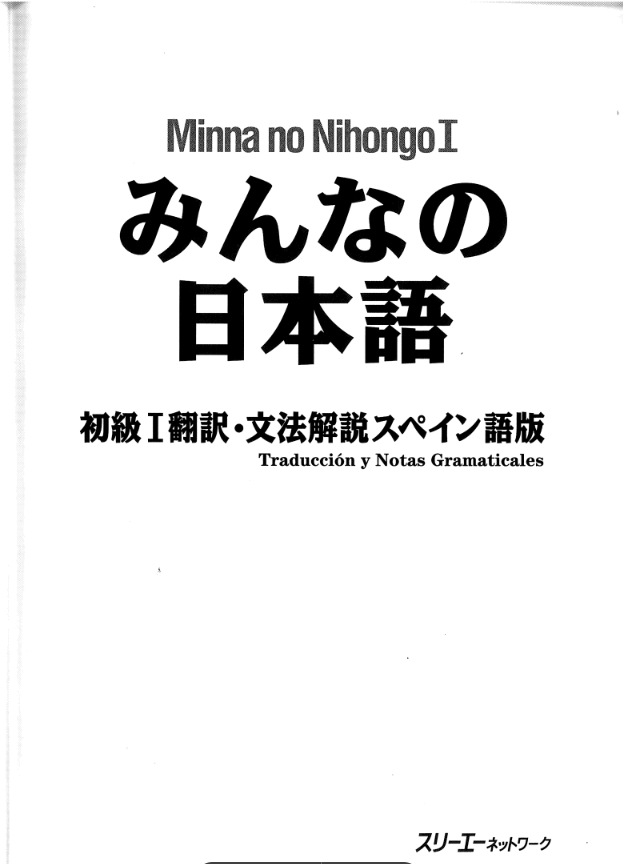 Minna no Nihongo I
みんなの
日本語
初級Ⅰ翻訳・文法解説スペイン語版
Traducción y Notas Gramaticales
スリーエーネットワーク